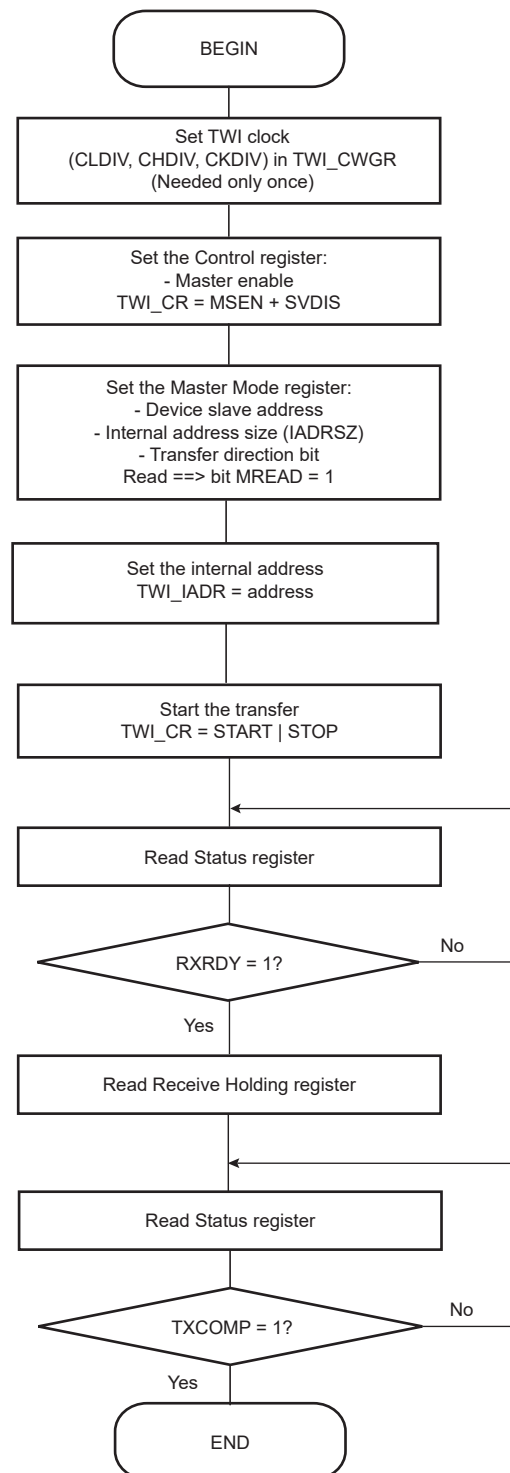 BEGIN
Set TWI clock
(CLDIV, CHDIV, CKDIV) in TWI_CWGR
(Needed only once)
Set the Control register:
- Master enable
TWI_CR = MSEN + SVDIS
Set the Master Mode register:
- Device slave address
- Internal address size (IADRSZ)
- Transfer direction bit
Read ==> bit MREAD = 1
Set the internal address
TWI_IADR = address
Start the transfer
TWI_CR = START | STOP
Read Status register
RXRDY = 1?
No
Yes
Read Receive Holding register
Read Status register
TXCOMP = 1?
No
Yes
END